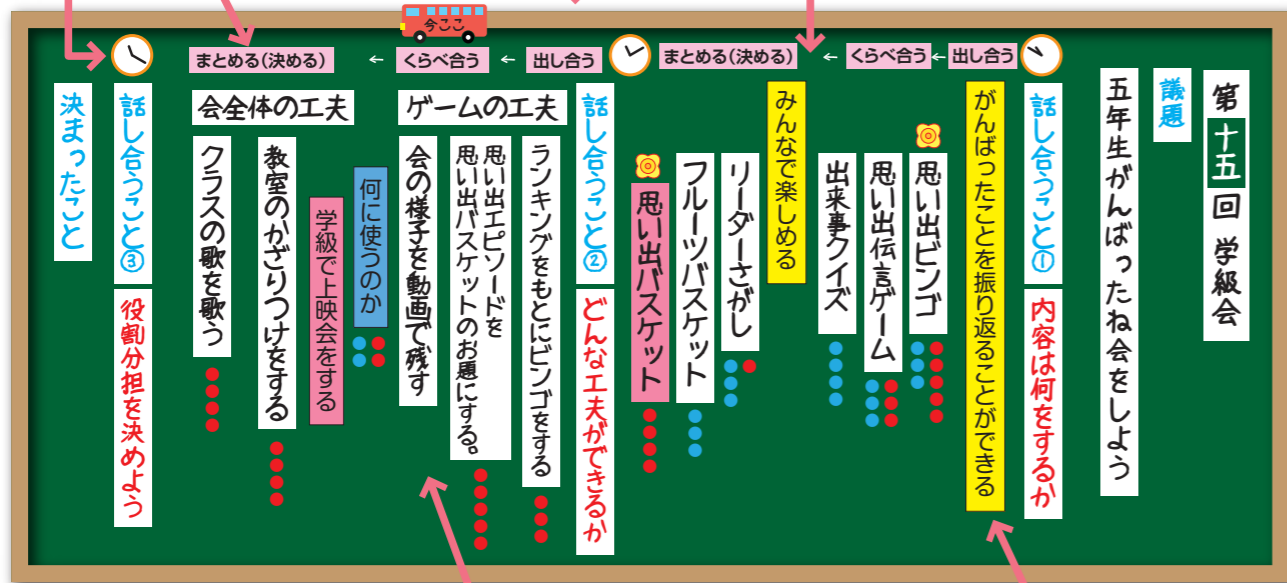 第十五回 学級会
議題
五年生がんばったね会をしよう
話し合うこと① 内容は何をするか
出し合う
←
くらべ合う
←
まとめる(決める)
がんばったことを振り返ることができる
思い出ビンゴ
思い出伝言ゲーム
出来事クイズ
みんなで楽しめる
リーダーさがし
フルーツバスケット
思い出バスケット
話し合うこと② どんな工夫ができるか
出し合う
←
くらべ合う
今ここ
←
まとめる(決める)
ゲームの工夫
ランキングをもとにビンゴをする
思い出エピソードを
思い出バスケットのお題にする。
会の様子を動画で残す
何に使うのか
学級で上映会をする
会全体の工夫
教室のかざりつけをする
クラスの歌を歌う
話し合うこと③ 役割分担を決めよう
決まったこと